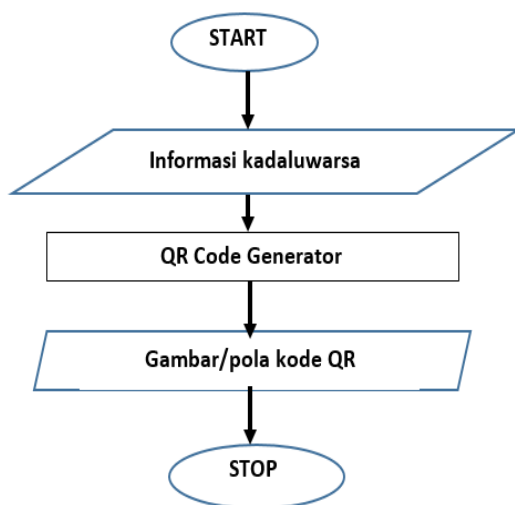 START
Informasi kadaluwarsa
QR Code Generator
Gambar/pola kode QR
STOP